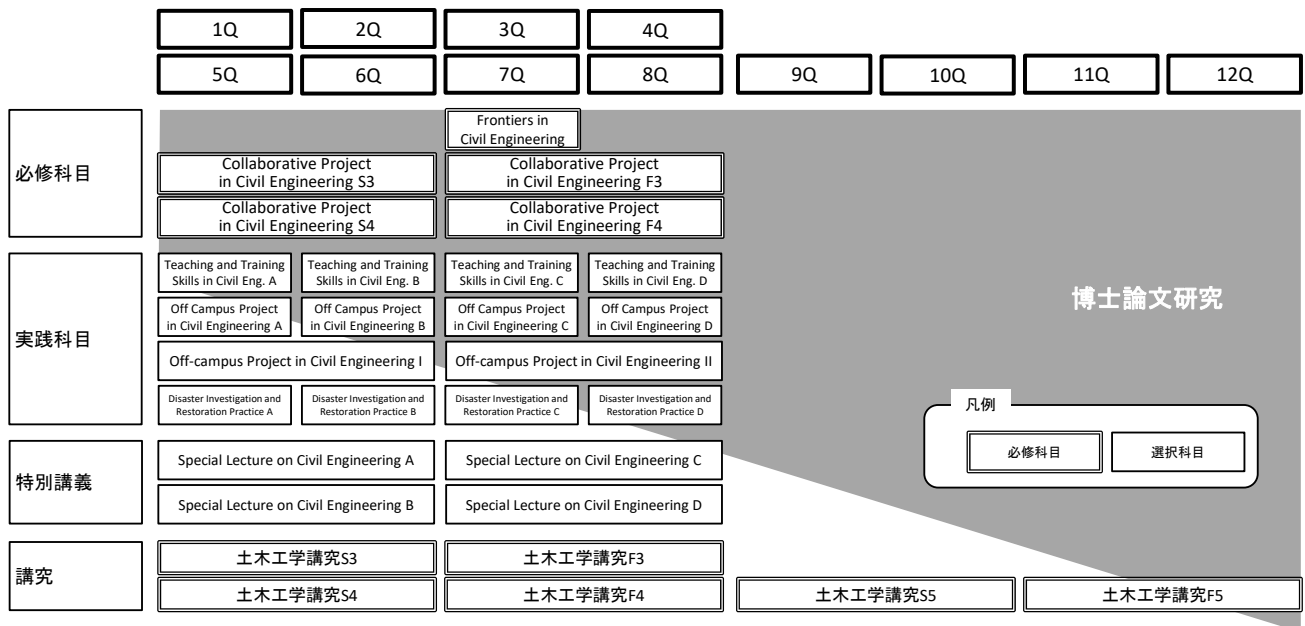 1Q 2Q 3Q 4Q
5Q 6Q 7Q 8Q 9Q 10Q 11Q 12Q
必修科目
Frontiers in
Civil Engineering
Collaborative Project
in Civil Engineering S3
Collaborative Project
in Civil Engineering F3
Collaborative Project
in Civil Engineering S4
Collaborative Project
in Civil Engineering F4
実践科目
Teaching and Training
Skills in Civil Eng. A
Teaching and Training
Skills in Civil Eng. B
Teaching and Training
Skills in Civil Eng. C
Teaching and Training
Skills in Civil Eng. D
Off Campus Project
in Civil Engineering A
Off Campus Project
in Civil Engineering B
Off Campus Project
in Civil Engineering C
Off Campus Project
in Civil Engineering D
Off-campus Project in Civil Engineering I
Off-campus Project in Civil Engineering II
Disaster Investigation and
Restoration Practice A
Disaster Investigation and
Restoration Practice B
Disaster Investigation and
Restoration Practice C
Disaster Investigation and
Restoration Practice D
特別講義
Special Lecture on Civil Engineering A
Special Lecture on Civil Engineering C
Special Lecture on Civil Engineering B
Special Lecture on Civil Engineering D
講究
土木工学講究S3
土木工学講究F3
土木工学講究S4
土木工学講究F4
土木工学講究S5
土木工学講究F5
博士論文研究
凡例
必修科目
選択科目